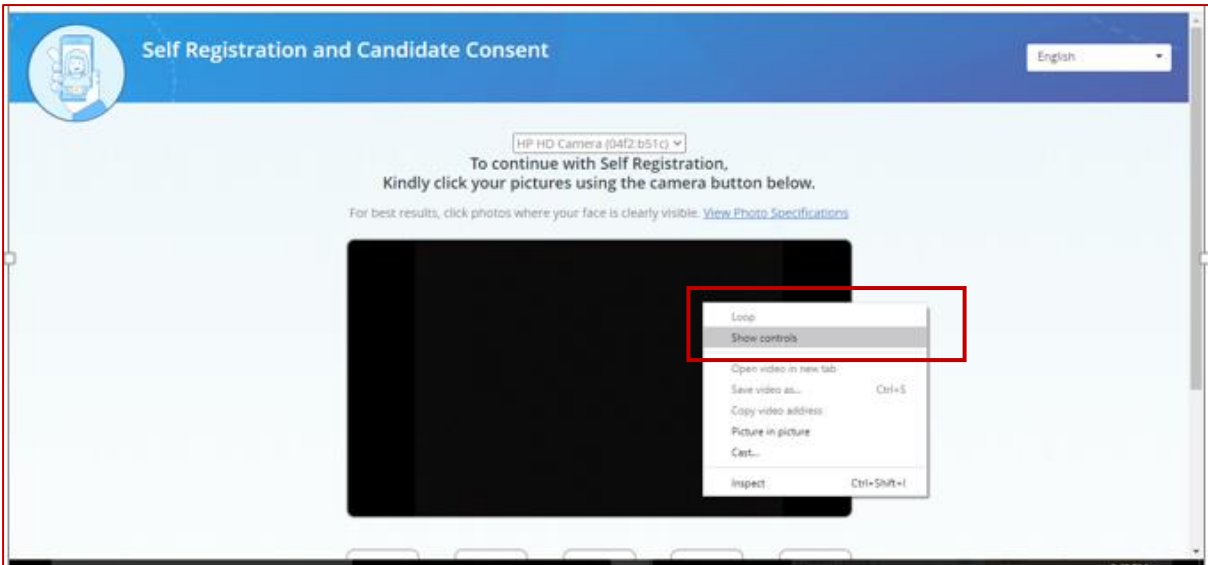 Self Registration and Candidate Consent
English
HP HD Camera (04f2:b51c)
To continue with Self Registration,
Kindly click your pictures using the camera button below.
For best results, click photos where your face is clearly visible. View Photo Specifications
Loop
Show controls
Open video in new tab
Save video as... Ctrl+S
Copy video address
Picture in picture
Cast...
Inspect Ctrl+Shift+I